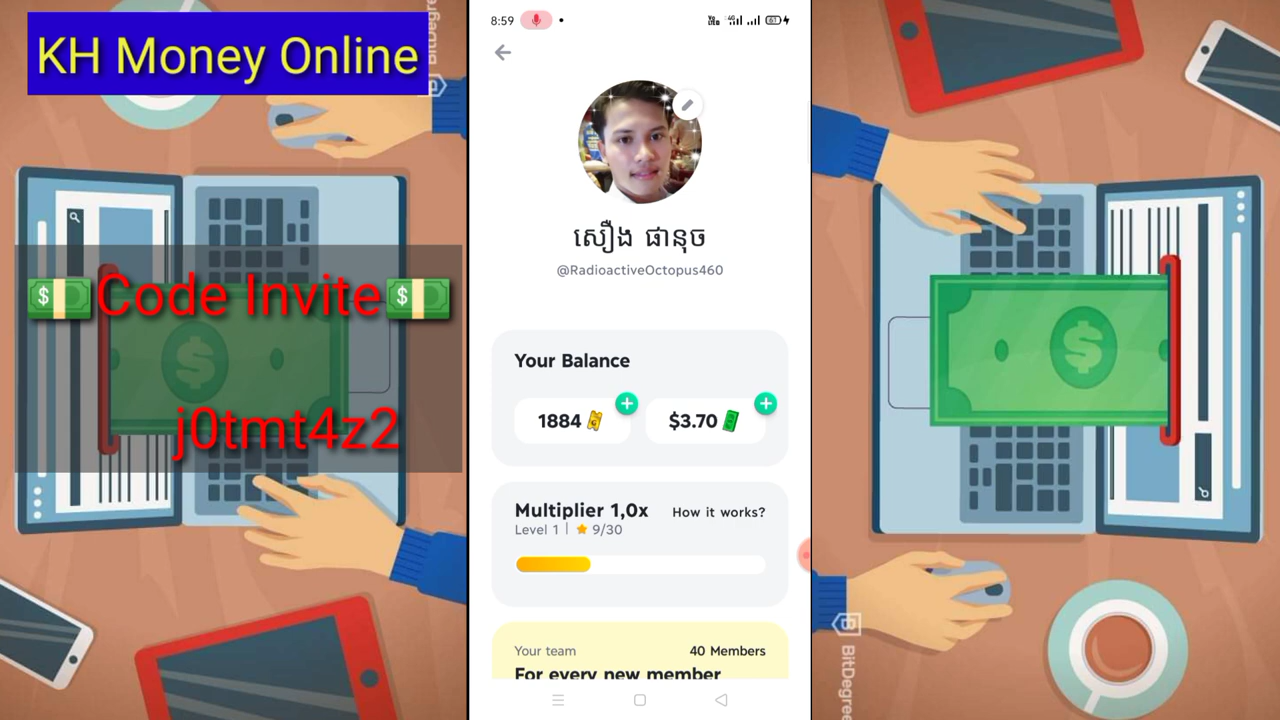 KH Money Online
Code Invite
j0tmt4z2
8:59
សឿង ផានុច
@RadioactiveOctopus460
Your Balance
1884
$3.70
Multiplier 1,0x
How it works?
Level 1 | 9/30
Your team
40 Members
For every new member
BitDegree
BitDegree